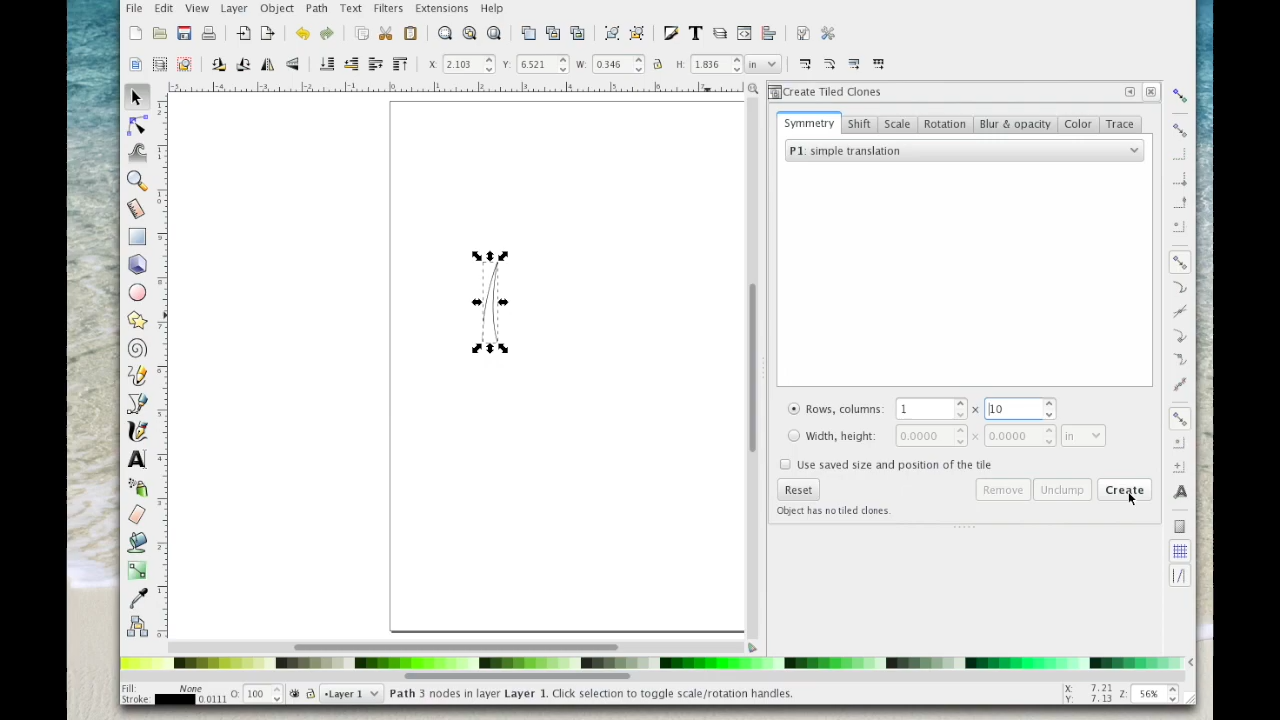 File Edit View Layer Object Path Text Filters Extensions Help
X: 2.103 Y: 6.521 W: 0.346 H: 1.836 in
Create Tiled Clones
Symmetry Shift Scale Rotation Blur & opacity Color Trace
P1: simple translation
Rows, columns: 1 × 10
Width, height: 0.0000 × 0.0000 in
Use saved size and position of the tile
Reset Remove Unclump Create
Object has no tiled clones.
Fill: None
Stroke: 0.0111
O: 100
Layer 1
Path 3 nodes in layer Layer 1. Click selection to toggle scale/rotation handles.
X: 7.21
Y: 7.13
Z: 56%